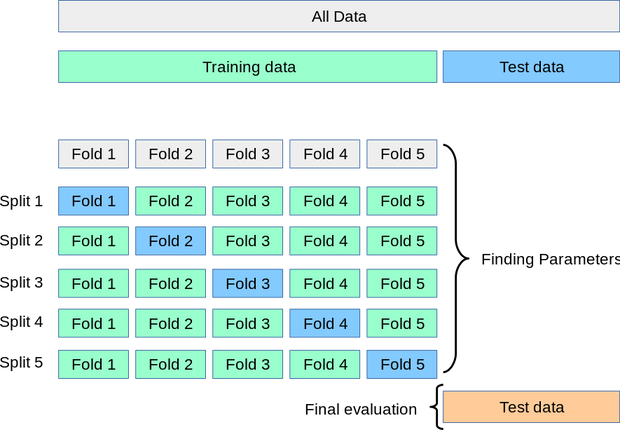 All Data
Training data Test data
Fold 1 Fold 2 Fold 3 Fold 4 Fold 5
Split 1 Fold 1 Fold 2 Fold 3 Fold 4 Fold 5
Split 2 Fold 1 Fold 2 Fold 3 Fold 4 Fold 5
Finding Parameters
Split 3 Fold 1 Fold 2 Fold 3 Fold 4 Fold 5
Split 4 Fold 1 Fold 2 Fold 3 Fold 4 Fold 5
Split 5 Fold 1 Fold 2 Fold 3 Fold 4 Fold 5
Final evaluation Test data